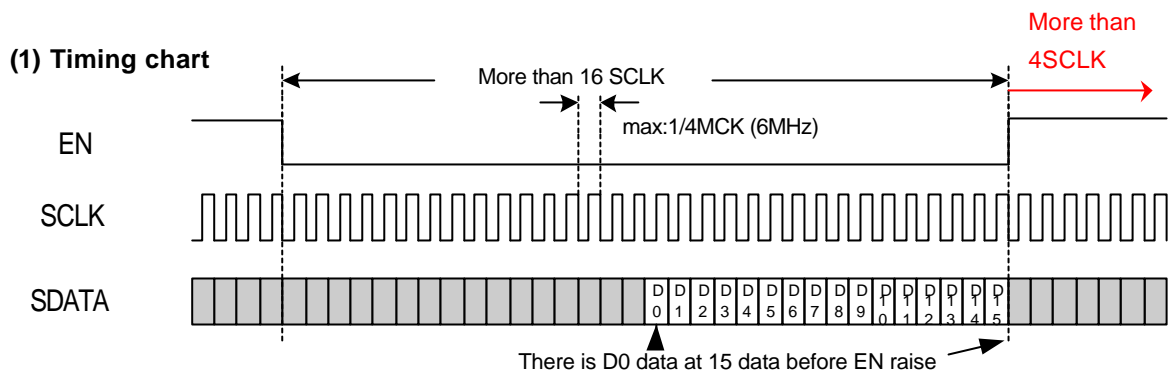 More than
4SCLK
(1) Timing chart
More than 16 SCLK
max:1/4MCK (6MHz)
EN
SCLK
SDATA
D0 D1 D2 D3 D4 D5 D6 D7 D8 D9 D10 D11 D12 D13 D14 D15
There is D0 data at 15 data before EN raise